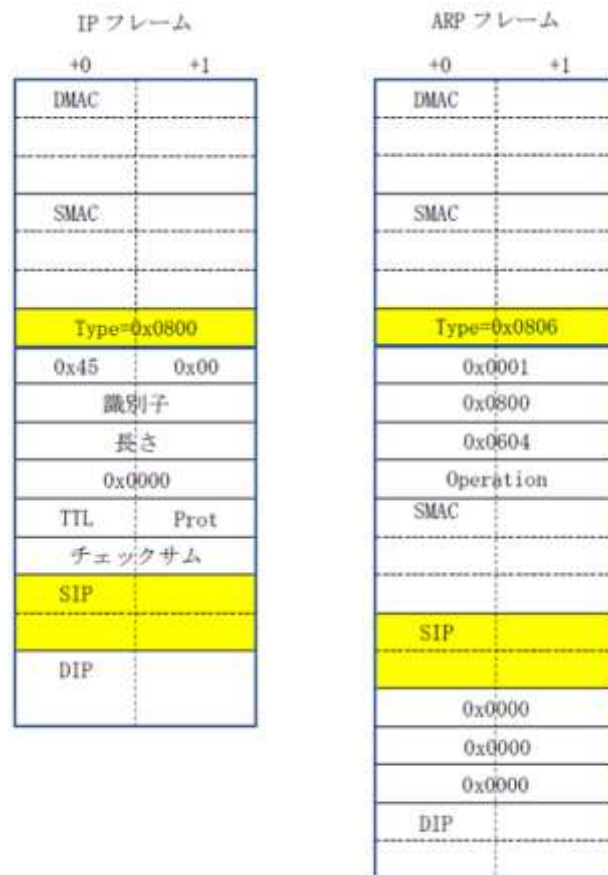 IP フレーム
+0 +1
DMAC
SMAC
Type=0x0800
0x45 0x00
識別子
長さ
0x0000
TTL Prot
チェックサム
SIP
DIP
ARP フレーム
+0 +1
DMAC
SMAC
Type=0x0806
0x0001
0x0800
0x0604
Operation
SMAC
SIP
0x0000
0x0000
0x0000
DIP